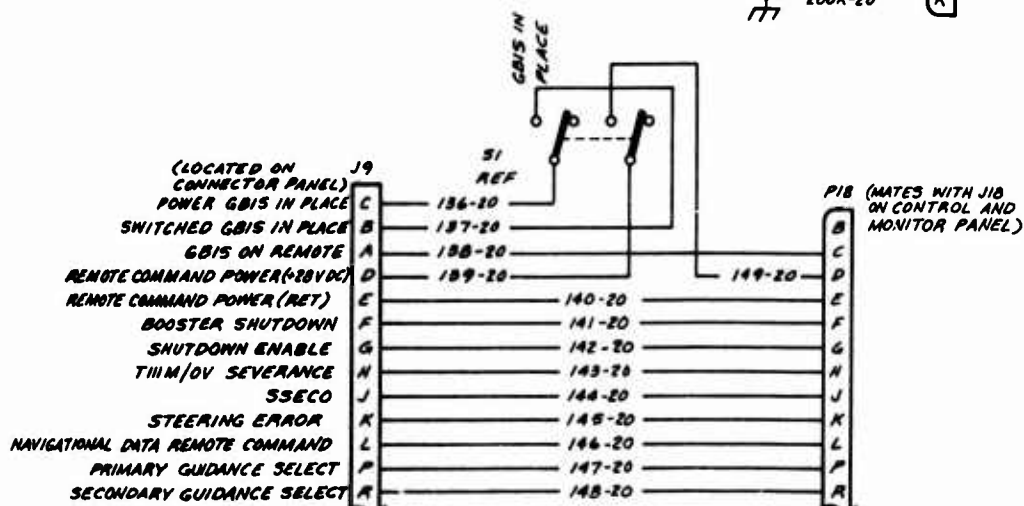 200A-20 A
GBIS IN
PLACE
S1
REF
(LOCATED ON
CONNECTOR PANEL)
J9
P18 (MATES WITH J18
ON CONTROL AND
MONITOR PANEL)
POWER GBIS IN PLACE C 136-20
SWITCHED GBIS IN PLACE B 137-20 B
GBIS ON REMOTE A 138-20 C
REMOTE COMMAND POWER (+28VDC) D 139-20 149-20 D
REMOTE COMMAND POWER (RET) E 140-20 E
BOOSTER SHUTDOWN F 141-20 F
SHUTDOWN ENABLE G 142-20 G
TIIIM/OV SEVERANCE H 143-20 H
SSECO J 144-20 J
STEERING ERROR K 145-20 K
NAVIGATIONAL DATA REMOTE COMMAND L 146-20 L
PRIMARY GUIDANCE SELECT P 147-20 P
SECONDARY GUIDANCE SELECT R 148-20 R